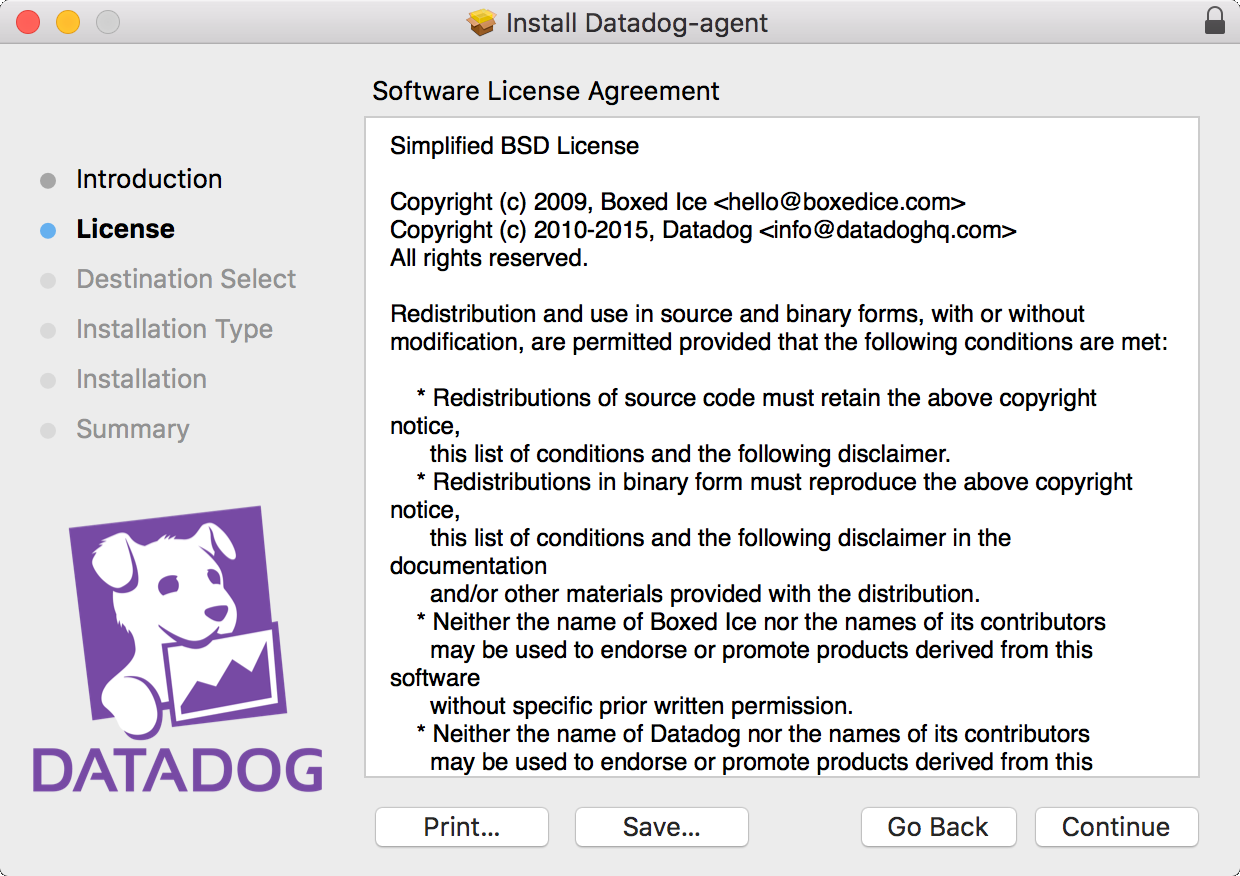 Install Datadog-agent
Software License Agreement
Introduction
License
Destination Select
Installation Type
Installation
Summary
DATADOG
Simplified BSD License
Copyright (c) 2009, Boxed Ice <hello@boxedice.com>
Copyright (c) 2010-2015, Datadog <info@datadoghq.com>
All rights reserved.
Redistribution and use in source and binary forms, with or without
modification, are permitted provided that the following conditions are met:
* Redistributions of source code must retain the above copyright
notice,
this list of conditions and the following disclaimer.
* Redistributions in binary form must reproduce the above copyright
notice,
this list of conditions and the following disclaimer in the
documentation
and/or other materials provided with the distribution.
* Neither the name of Boxed Ice nor the names of its contributors
may be used to endorse or promote products derived from this
software
without specific prior written permission.
* Neither the name of Datadog nor the names of its contributors
may be used to endorse or promote products derived from this
Print...
Save...
Go Back
Continue